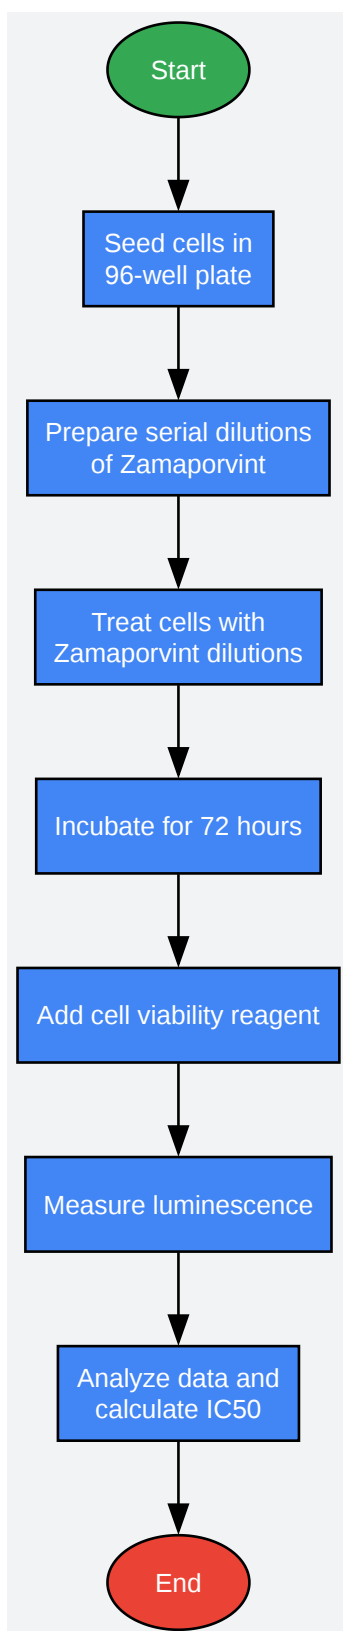 Start
Seed cells in
96-well plate
Prepare serial dilutions
of Zamaporvint
Treat cells with
Zamaporvint dilutions
Incubate for 72 hours
Add cell viability reagent
Measure luminescence
Analyze data and
calculate IC50
End